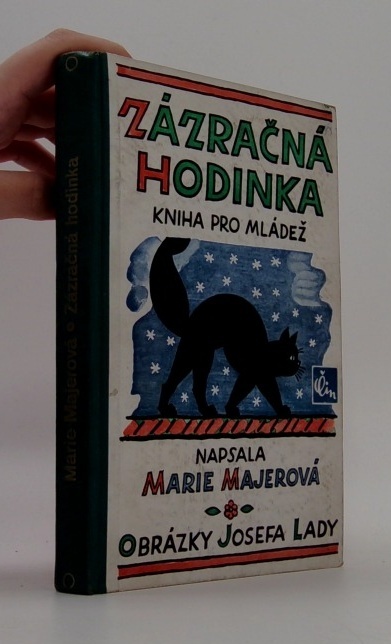 ZÁZRAČNÁ
HODINKA
KNIHA PRO MLÁDEŽ
Čin
NAPSALA
MARIE MAJEROVÁ
OBRÁZKY JOSEFA LADY
Marie Majerová • Zázračná hodinka